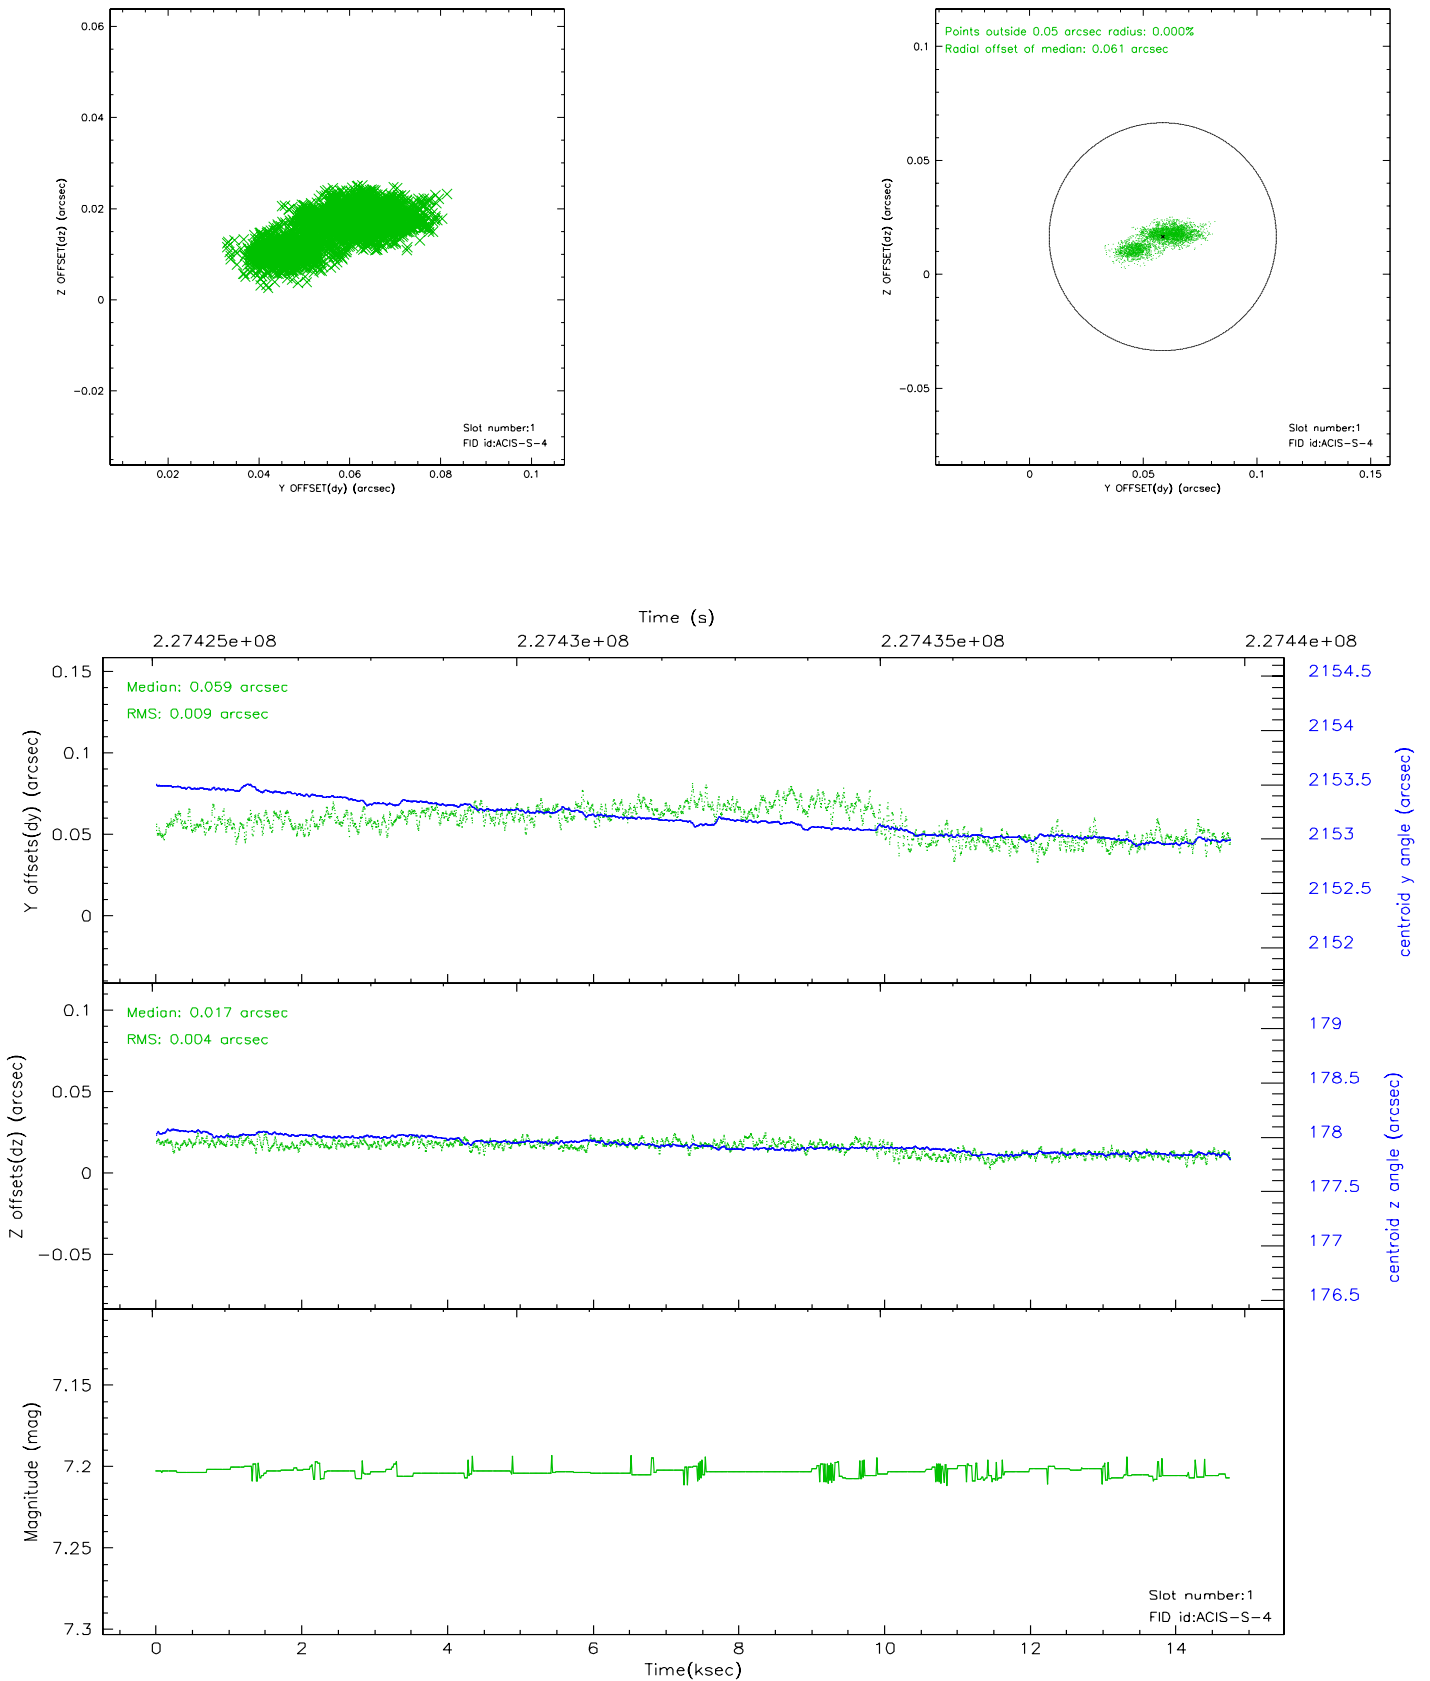 0.06
0.04
0.02
0
−0.02
Z OFFSET(dz) (arcsec)
Slot number:1
FID id:ACIS−S−4
0.02 0.04 0.06 0.08 0.1
Y OFFSET(dy) (arcsec)
Points outside 0.05 arcsec radius: 0.000%
Radial offset of median: 0.061 arcsec
0.1
0.05
0
−0.05
Z OFFSET(dz) (arcsec)
Slot number:1
FID id:ACIS−S−4
0 0.05 0.1 0.15
Y OFFSET(dy) (arcsec)
Time (s)
2.27425e+08 2.2743e+08 2.27435e+08 2.2744e+08
Median: 0.059 arcsec
RMS: 0.009 arcsec
0.15
0.1
0.05
0
Y offsets(dy) (arcsec)
2154.5
2154
2153.5
2153
2152.5
2152
centroid y angle (arcsec)
Median: 0.017 arcsec
RMS: 0.004 arcsec
0.1
0.05
0
−0.05
Z offsets(dz) (arcsec)
179
178.5
178
177.5
177
176.5
centroid z angle (arcsec)
7.15
7.2
7.25
7.3
Magnitude (mag)
Slot number:1
FID id:ACIS−S−4
0 2 4 6 8 10 12 14
Time(ksec)